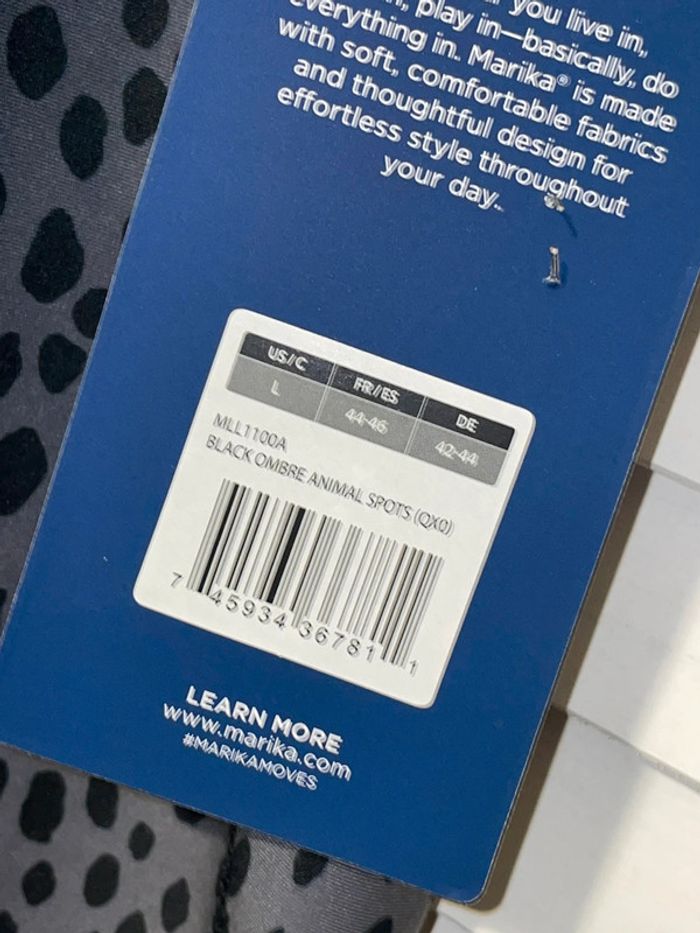 you live in,
play in—basically, do
everything in. Marika® is made
with soft, comfortable fabrics
and thoughtful design for
effortless style throughout
your day.
US/C FR/ES DE
L 44-46 42-44
MLL1100A
BLACK OMBRE ANIMAL SPOTS (QX0)
7 45934 36781 1
LEARN MORE
www.marika.com
#MARIKAMOVES